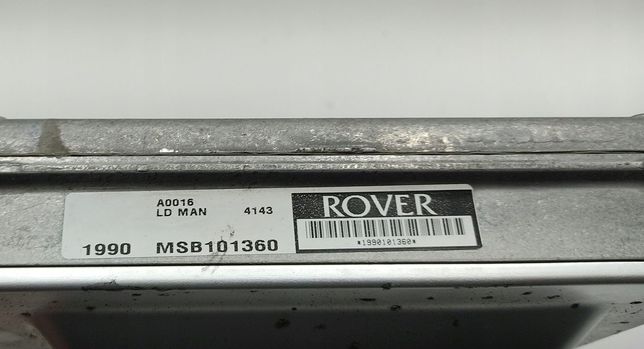 A0016
LD MAN 4143
1990 MSB101360
ROVER
*1990101360*